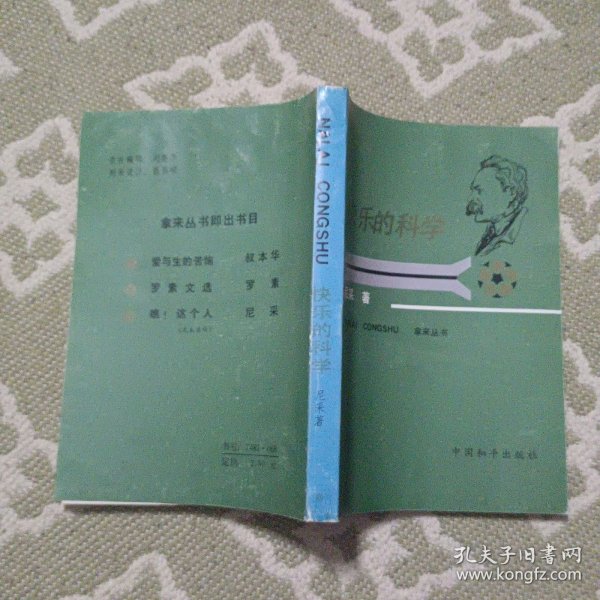 拿来丛书即出书目
爱与生的苦恼 叔本华
罗素文选 罗素
瞧！这个人 尼采
NALAI CONGSHU
快乐的科学
尼采著
乐的科学
尼采 著
NALAI CONGSHU 拿来丛书
中国和平出版社
孔夫子旧书网
www.kongfz.com